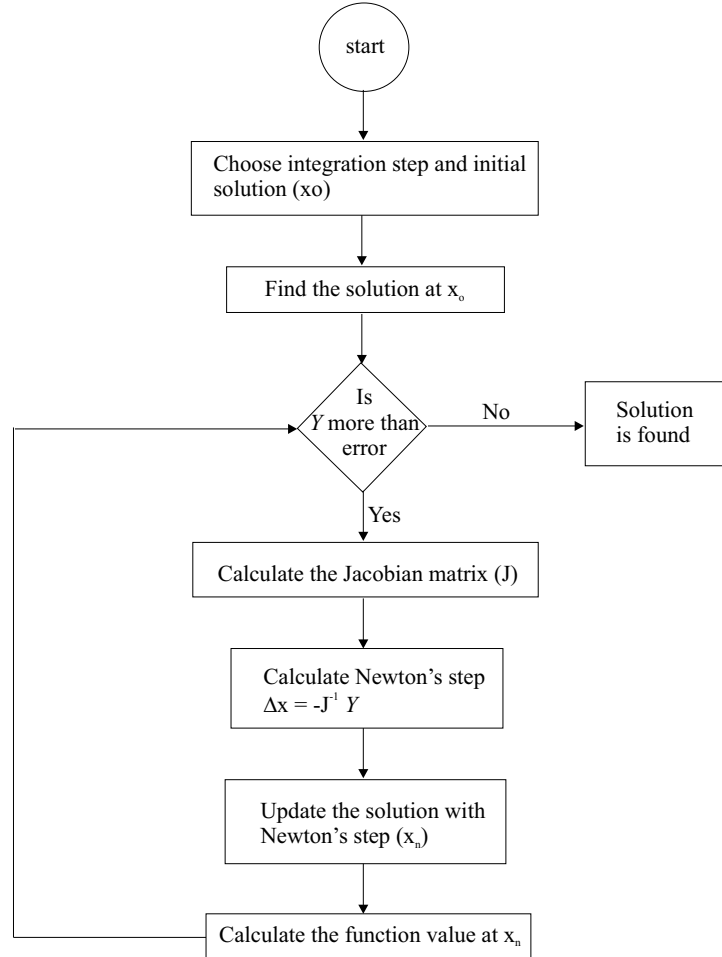 start
Choose integration step and initial
solution (xo)
Find the solution at xₒ
Is
Y more than
error
No
Solution
is found
Yes
Calculate the Jacobian matrix (J)
Calculate Newton's step
Δx = -J⁻¹ Y
Update the solution with
Newton's step (xₙ)
Calculate the function value at xₙ